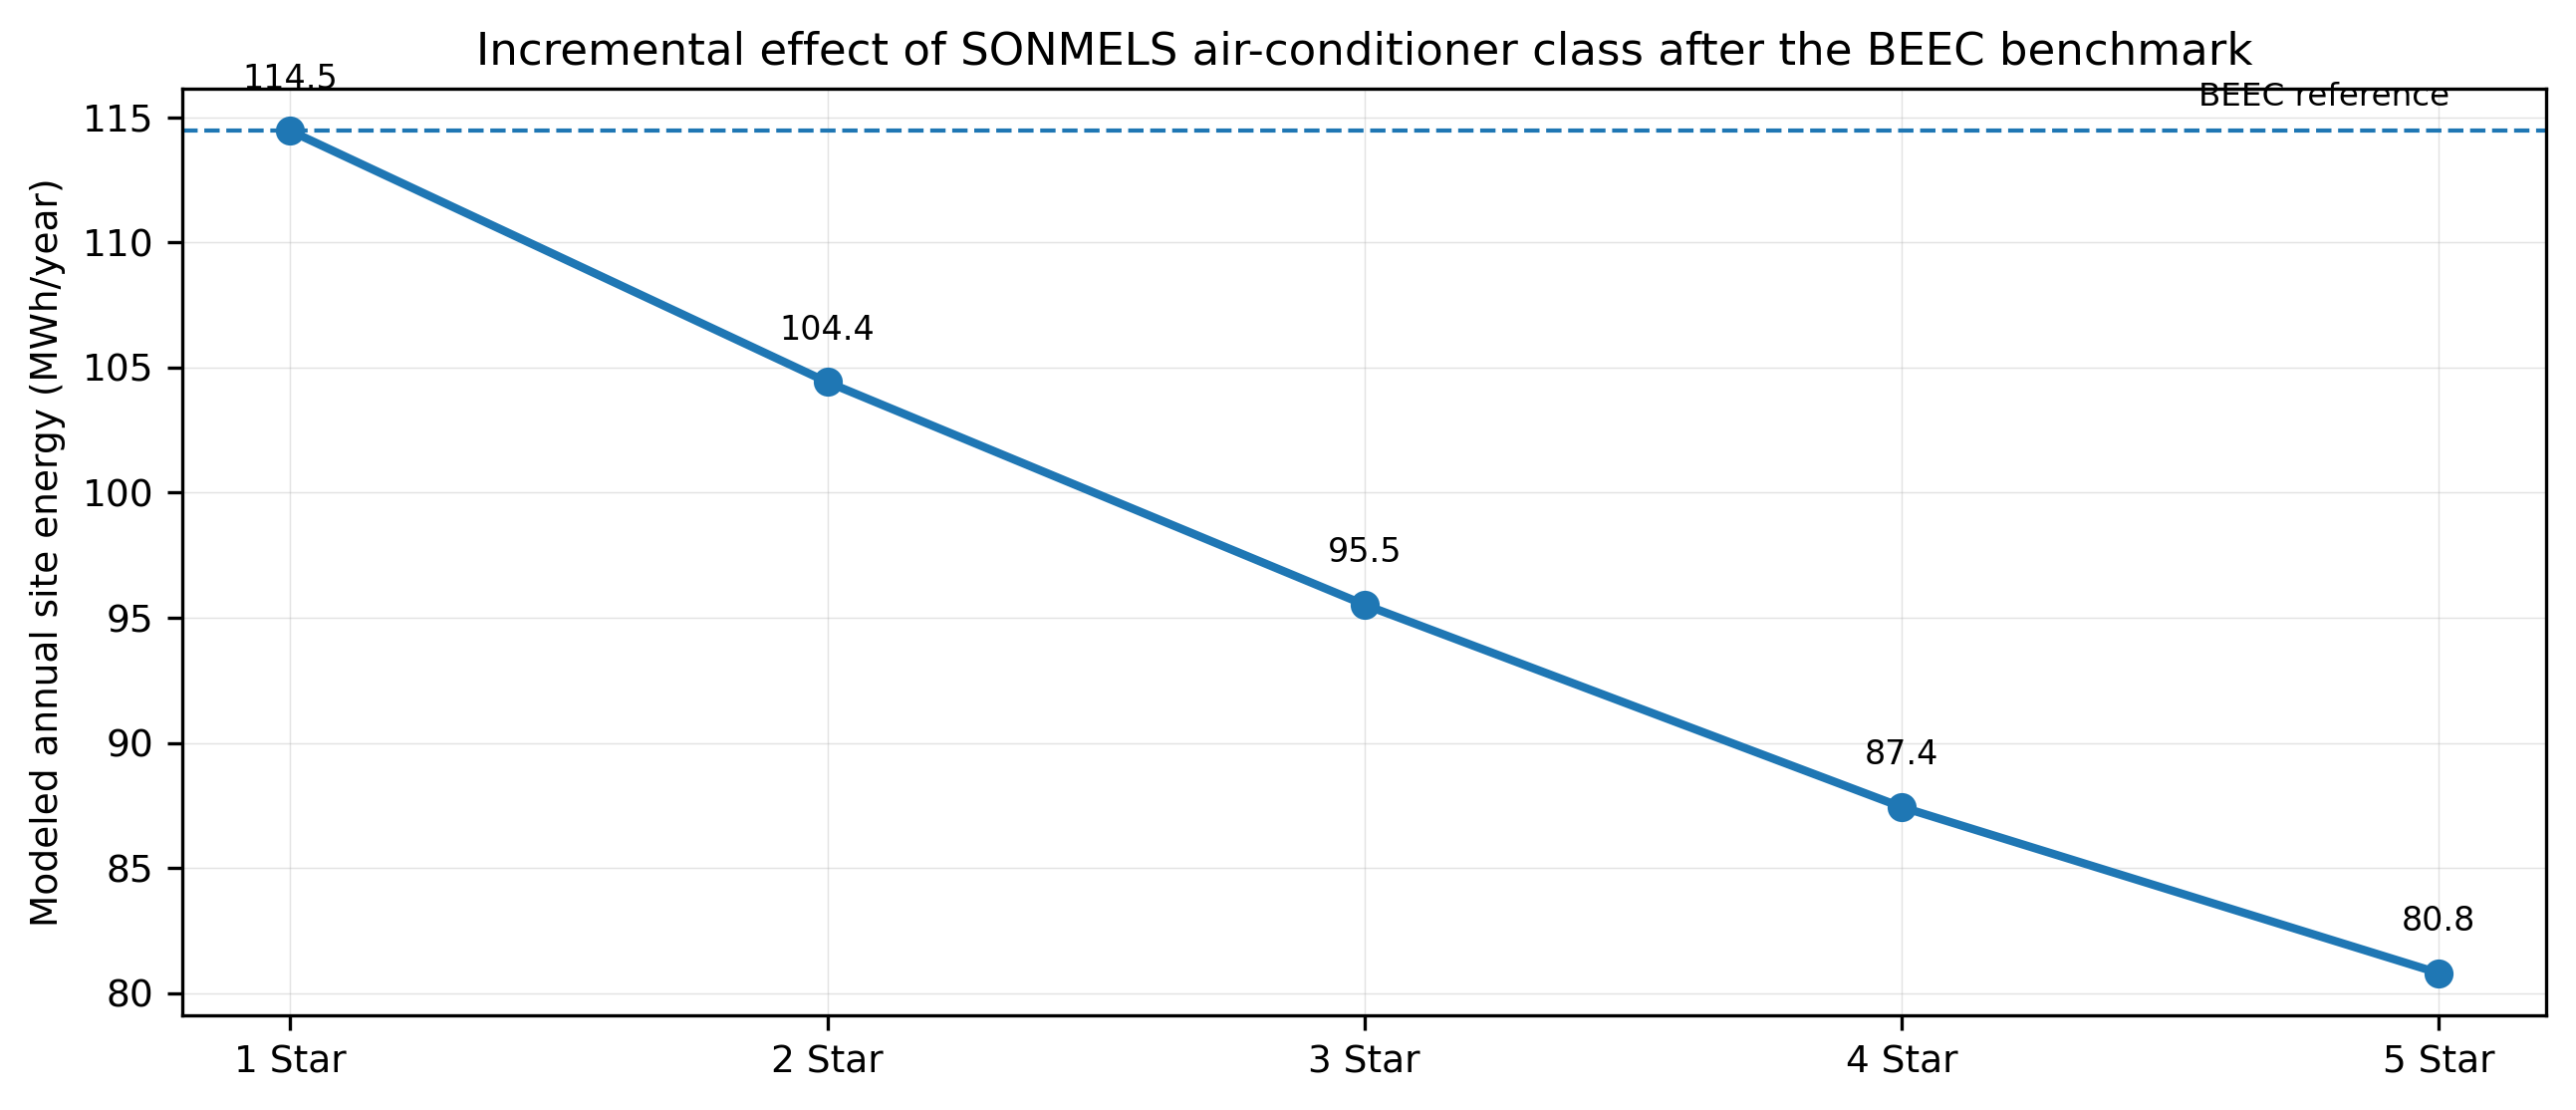 Incremental effect of SONMELS air-conditioner class after the BEEC benchmark
114.5
BEEC reference
115
110
105
100
95
90
85
80
Modeled annual site energy (MWh/year)
104.4
95.5
87.4
80.8
1 Star
2 Star
3 Star
4 Star
5 Star